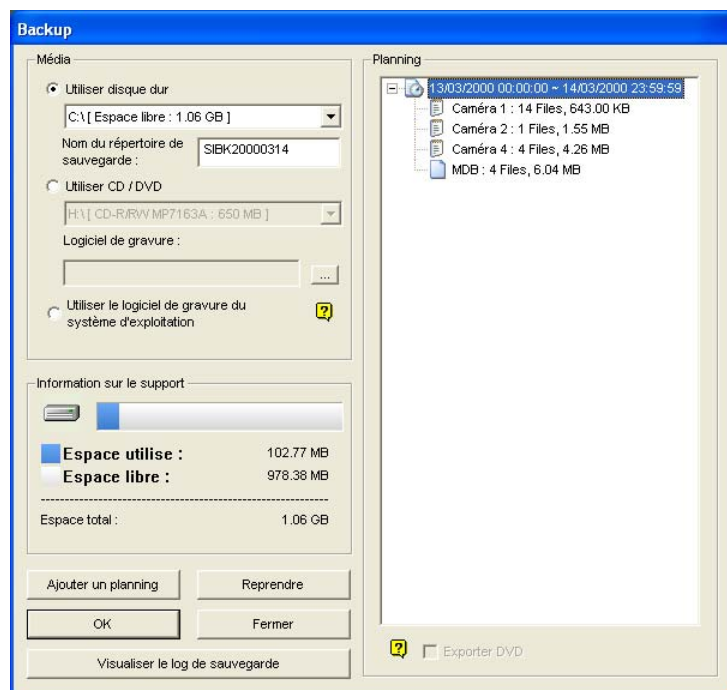 Backup
Média
Utiliser disque dur
C:\ [ Espace libre : 1.06 GB ]
Nom du répertoire de
sauvegarde :
SIBK20000314
Utiliser CD / DVD
H:\ [ CD-R/RW MP7163A : 650 MB ]
Logiciel de gravure :
...
Utiliser le logiciel de gravure du
système d'exploitation
Information sur le support
Espace utilise :
102.77 MB
Espace libre :
978.38 MB
Espace total :
1.06 GB
Ajouter un planning
Reprendre
OK
Fermer
Visualiser le log de sauvegarde
Planning
13/03/2000 00:00:00 ~ 14/03/2000 23:59:59
Caméra 1 : 14 Files, 643.00 KB
Caméra 2 : 1 Files, 1.55 MB
Caméra 4 : 4 Files, 4.26 MB
MDB : 4 Files, 6.04 MB
Exporter DVD